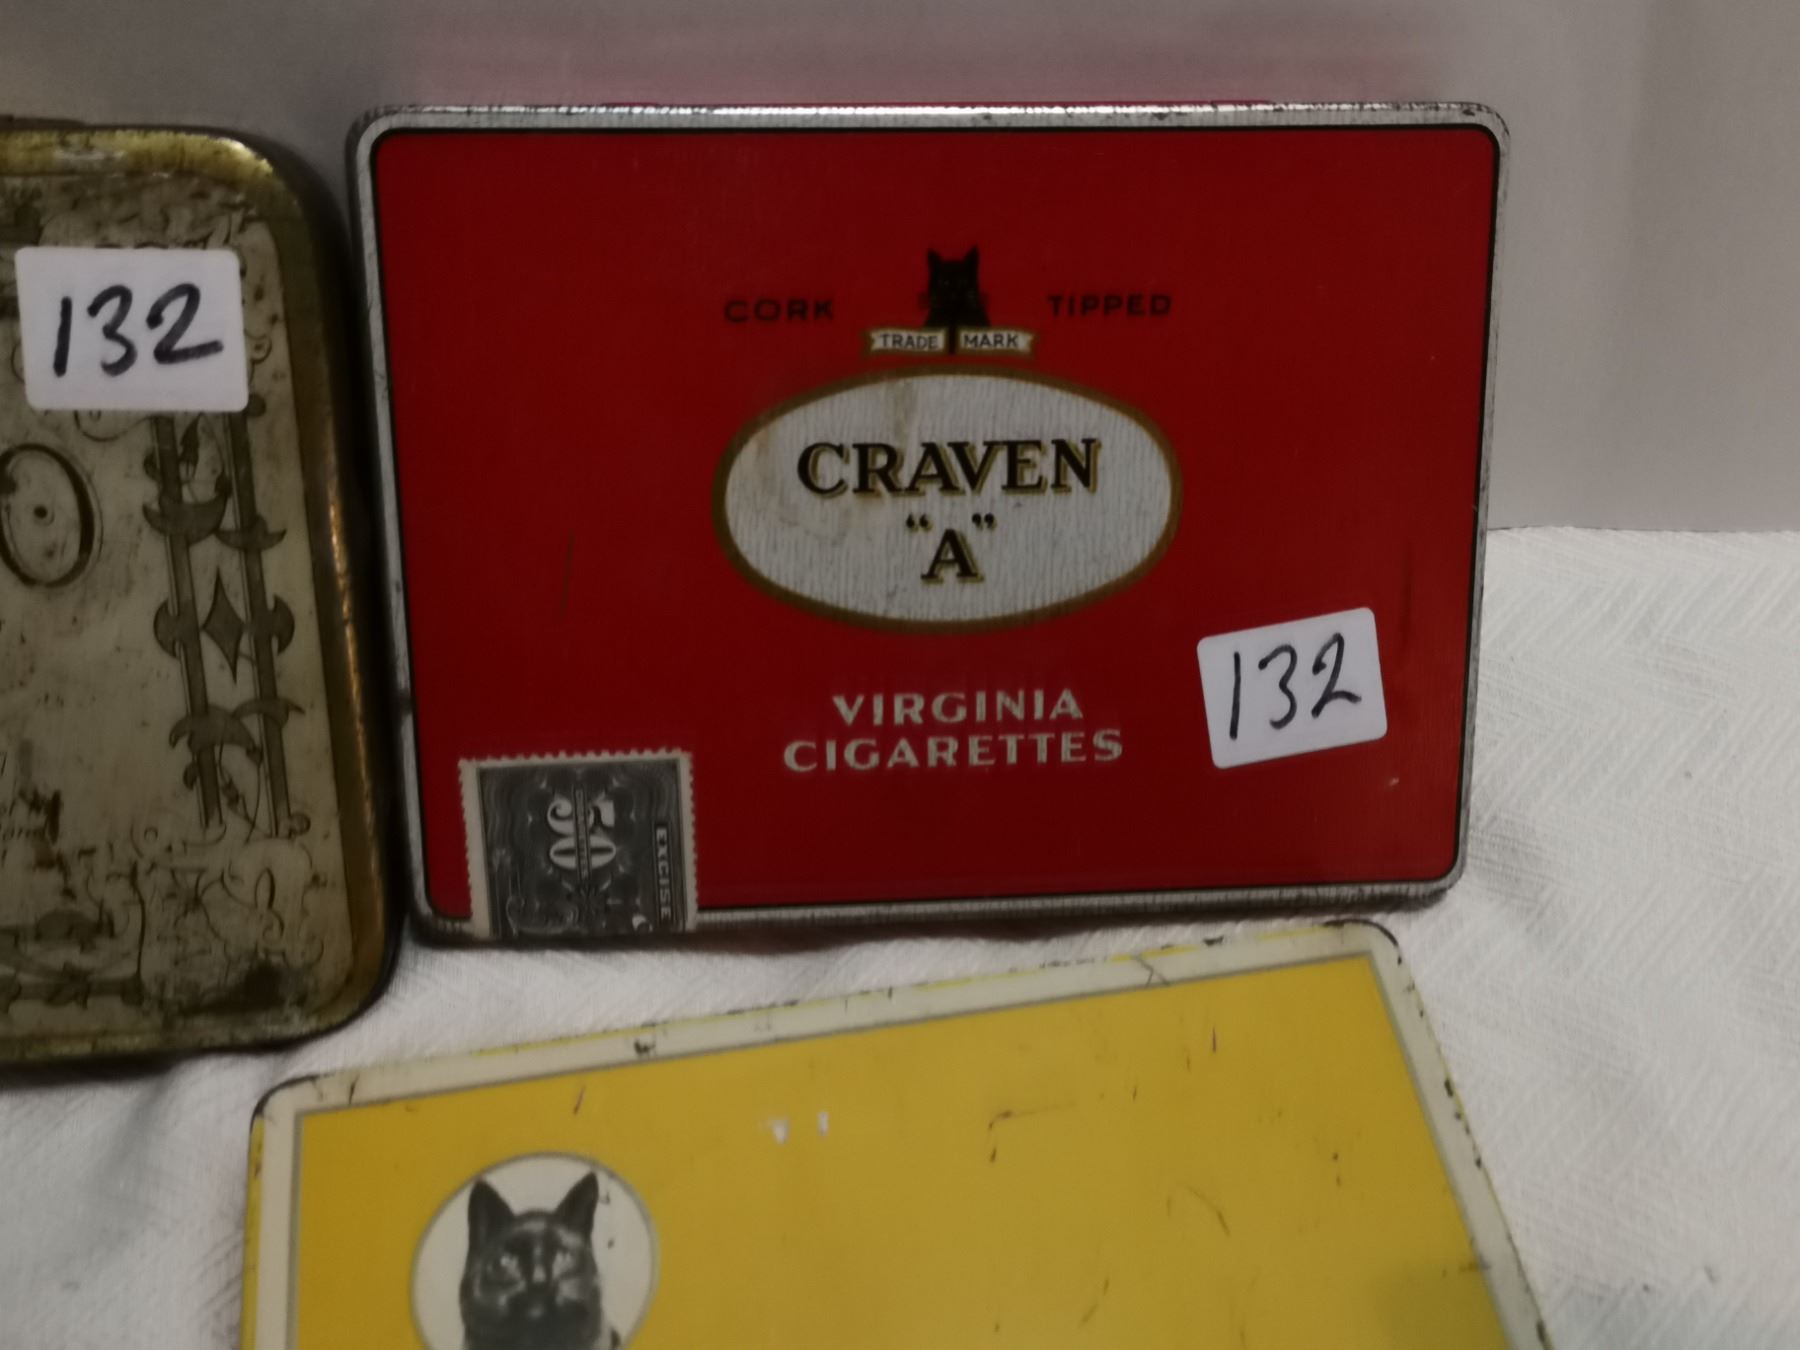 132
CORK TIPPED
TRADE MARK
CRAVEN
"A"
132
VIRGINIA
CIGARETTES
50
EXCISE